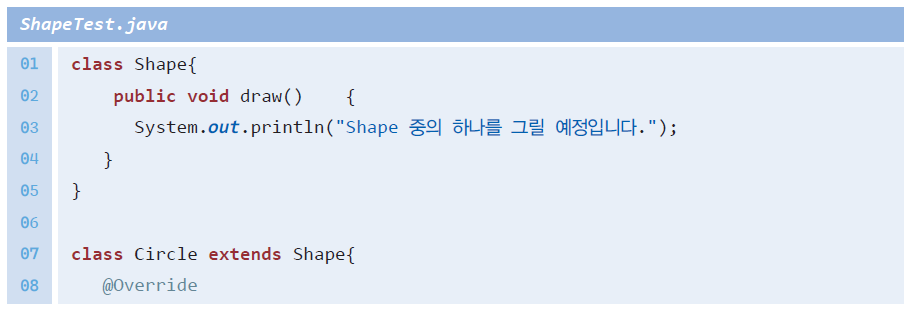 ShapeTest.java
01 class Shape{
02     public void draw()    {
03       System.out.println("Shape 중의 하나를 그릴 예정입니다.");
04    }
05 }
06
07 class Circle extends Shape{
08    @Override